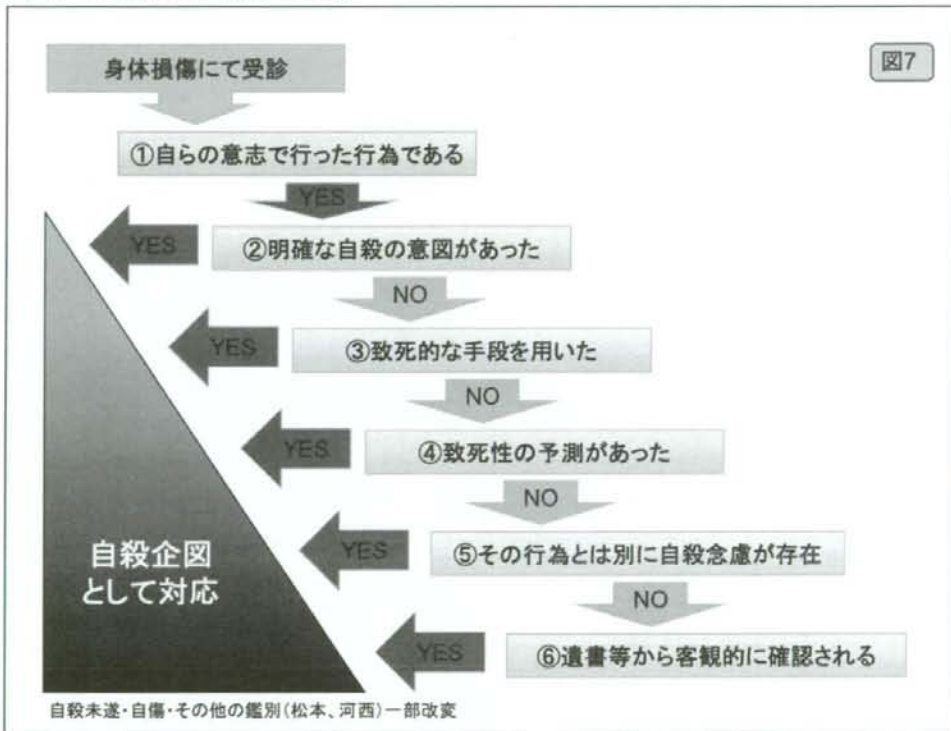 図7
身体損傷にて受診
①自らの意志で行った行為である
YES
YES
②明確な自殺の意図があった
NO
YES
③致死的な手段を用いた
NO
YES
④致死性の予測があった
NO
YES
⑤その行為とは別に自殺念慮が存在
NO
YES
⑥遺書等から客観的に確認される
自殺企図
として対応
自殺未遂・自傷・その他の鑑別(松本、河西)一部改変